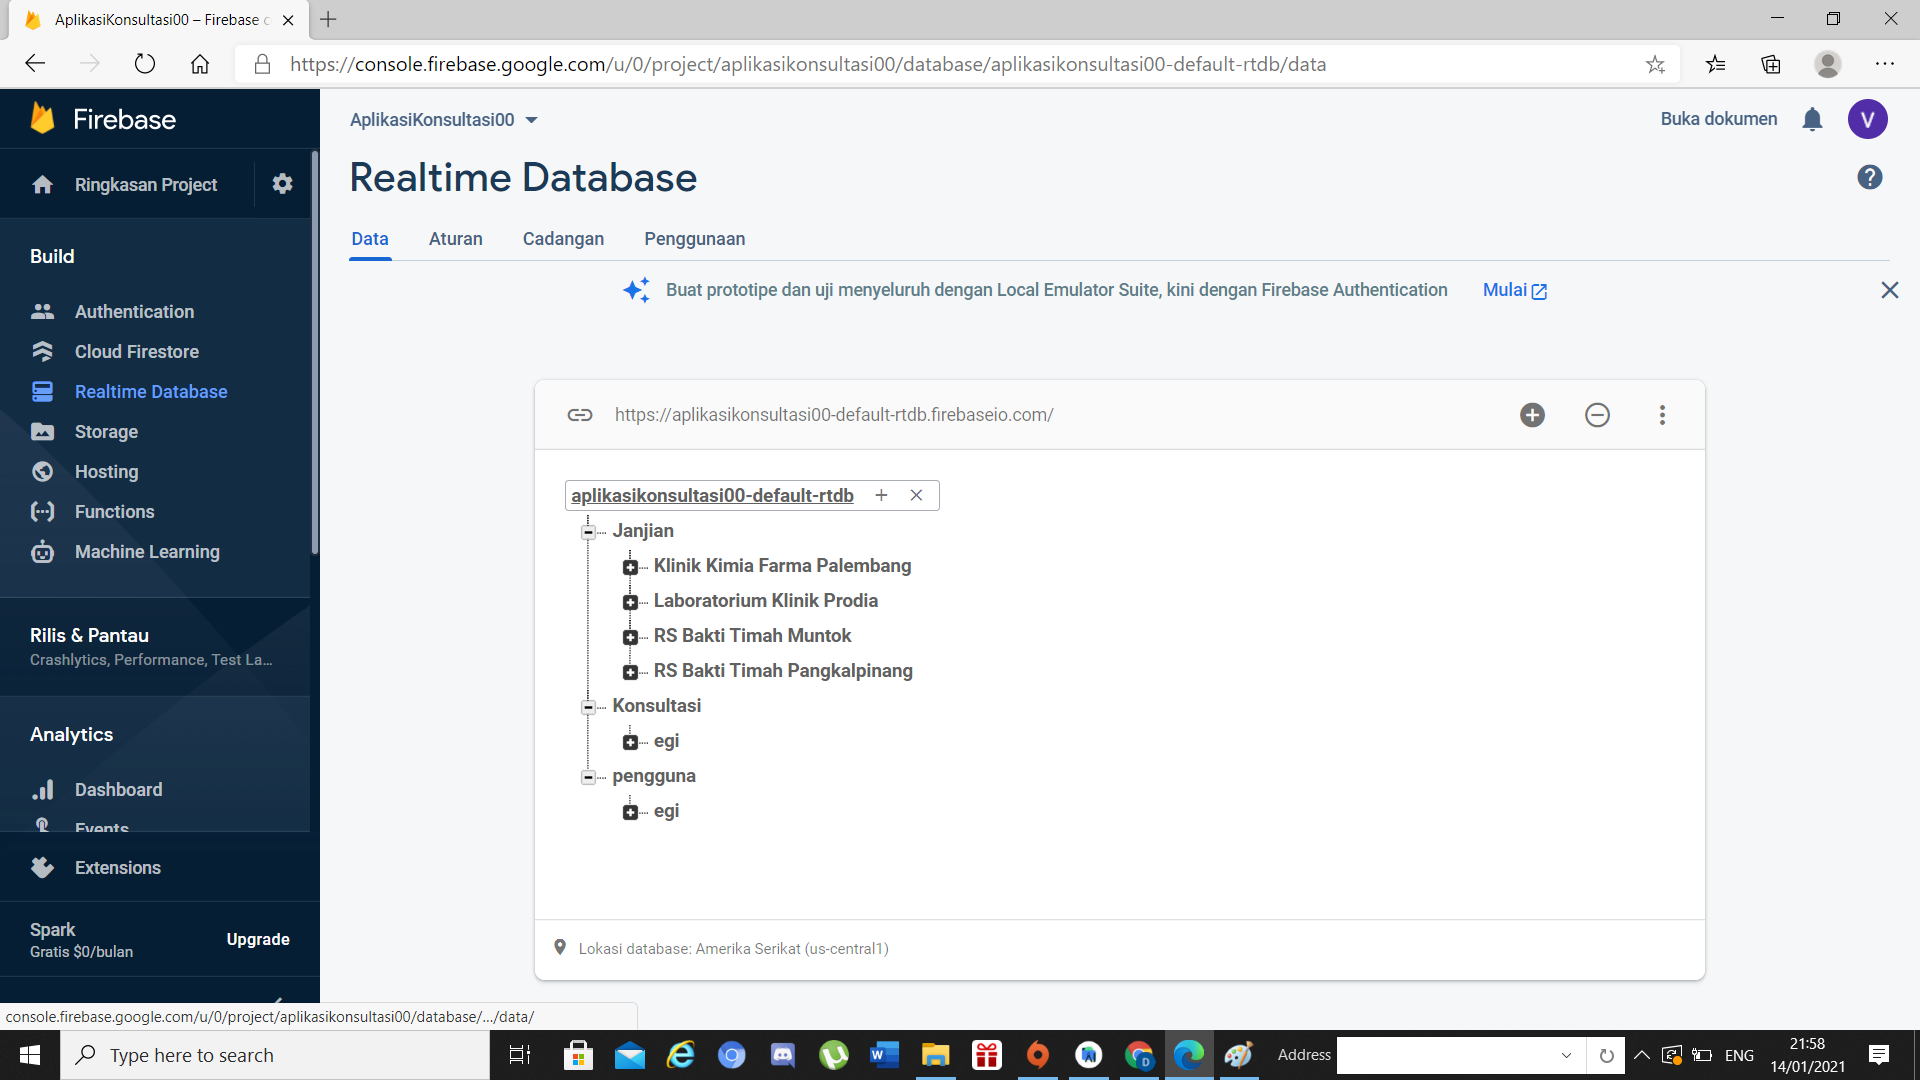 AplikasiKonsultasi00 – Firebase c
https://console.firebase.google.com/u/0/project/aplikasikonsultasi00/database/aplikasikonsultasi00-default-rtdb/data
Firebase
AplikasiKonsultasi00
Buka dokumen
V
Ringkasan Project
Realtime Database
?
Data
Aturan
Cadangan
Penggunaan
Buat prototipe dan uji menyeluruh dengan Local Emulator Suite, kini dengan Firebase Authentication
Mulai
Build
Authentication
Cloud Firestore
Realtime Database
Storage
Hosting
Functions
Machine Learning
Rilis & Pantau
Crashlytics, Performance, Test La...
Analytics
Dashboard
Events
Extensions
Spark
Gratis $0/bulan
Upgrade
https://aplikasikonsultasi00-default-rtdb.firebaseio.com/
aplikasikonsultasi00-default-rtdb
Janjian
Klinik Kimia Farma Palembang
Laboratorium Klinik Prodia
RS Bakti Timah Muntok
RS Bakti Timah Pangkalpinang
Konsultasi
egi
pengguna
egi
Lokasi database: Amerika Serikat (us-central1)
console.firebase.google.com/u/0/project/aplikasikonsultasi00/database/.../data/
Type here to search
Address
ENG
21:58
14/01/2021